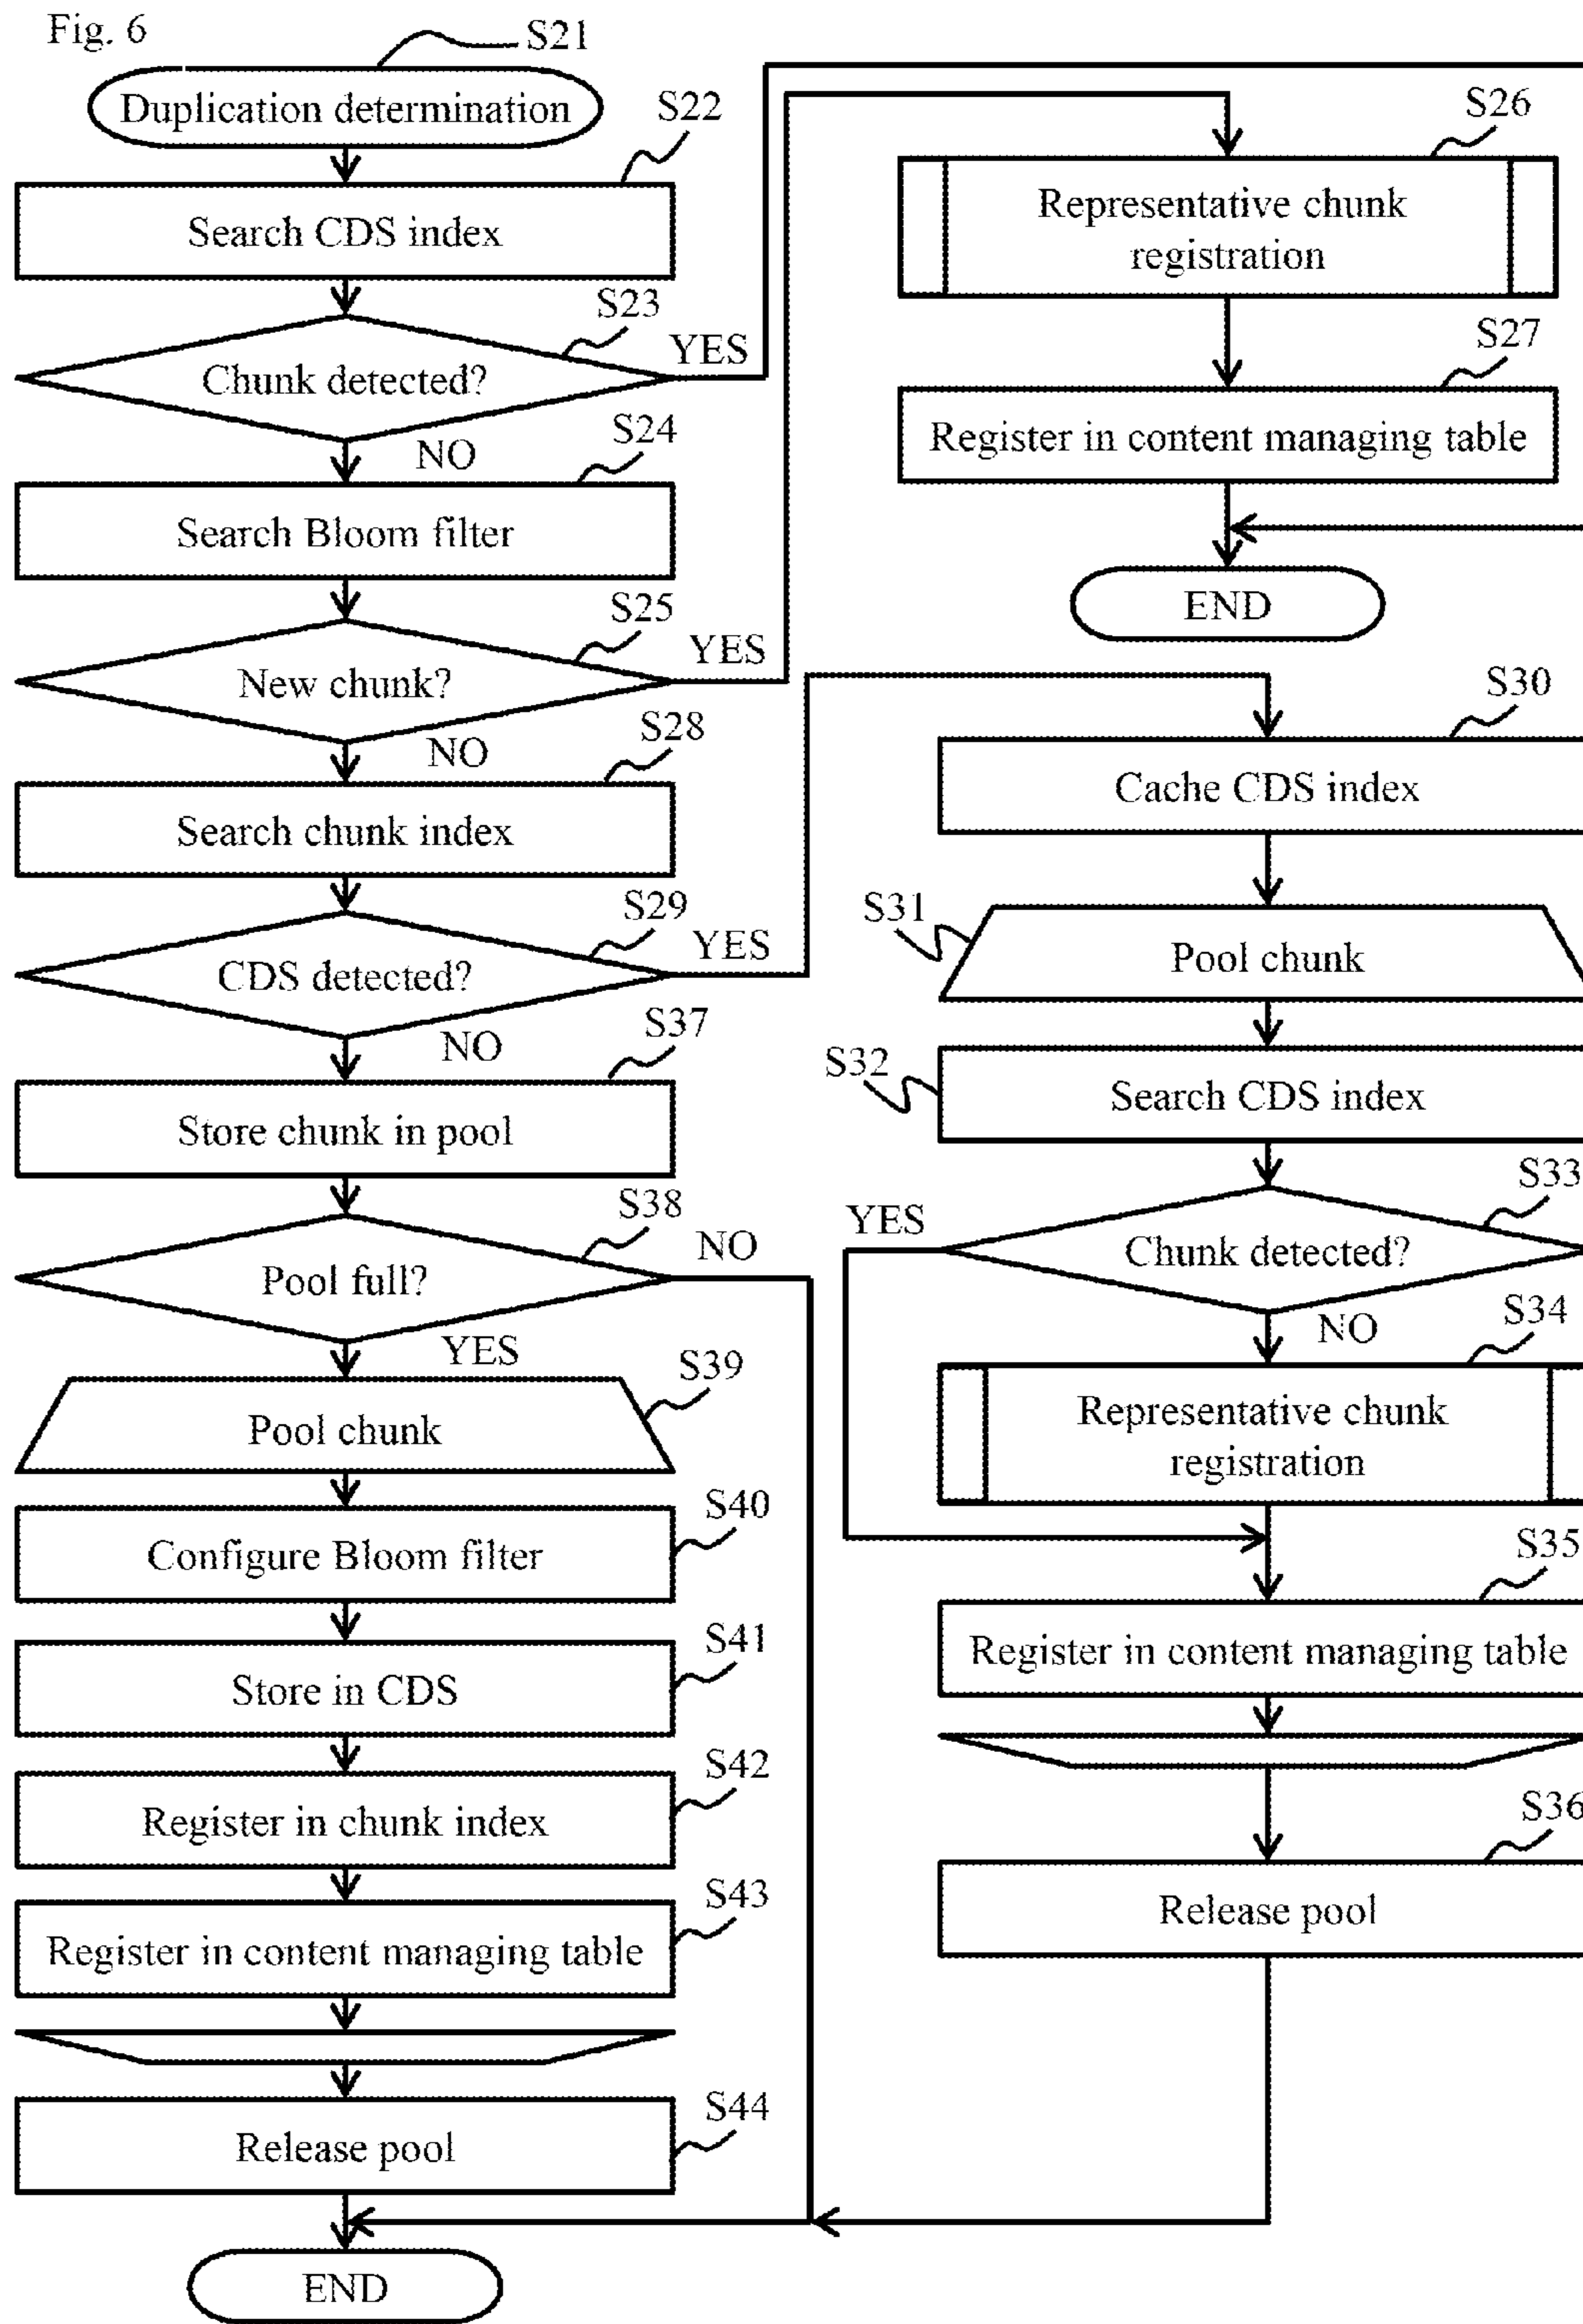 Fig. 6
S21
Duplication determination
S22
Search CDS index
S23
Chunk detected?
YES
NO
S24
Search Bloom filter
S25
New chunk?
YES
NO
S28
Search chunk index
S29
CDS detected?
YES
NO
S37
Store chunk in pool
S38
Pool full?
NO
YES
S39
Pool chunk
S40
Configure Bloom filter
S41
Store in CDS
S42
Register in chunk index
S43
Register in content managing table
S44
Release pool
END
S26
Representative chunk
registration
S27
Register in content managing table
END
S30
Cache CDS index
S31
Pool chunk
S32
Search CDS index
S33
YES
Chunk detected?
NO
S34
Representative chunk
registration
S35
Register in content managing table
S36
Release pool